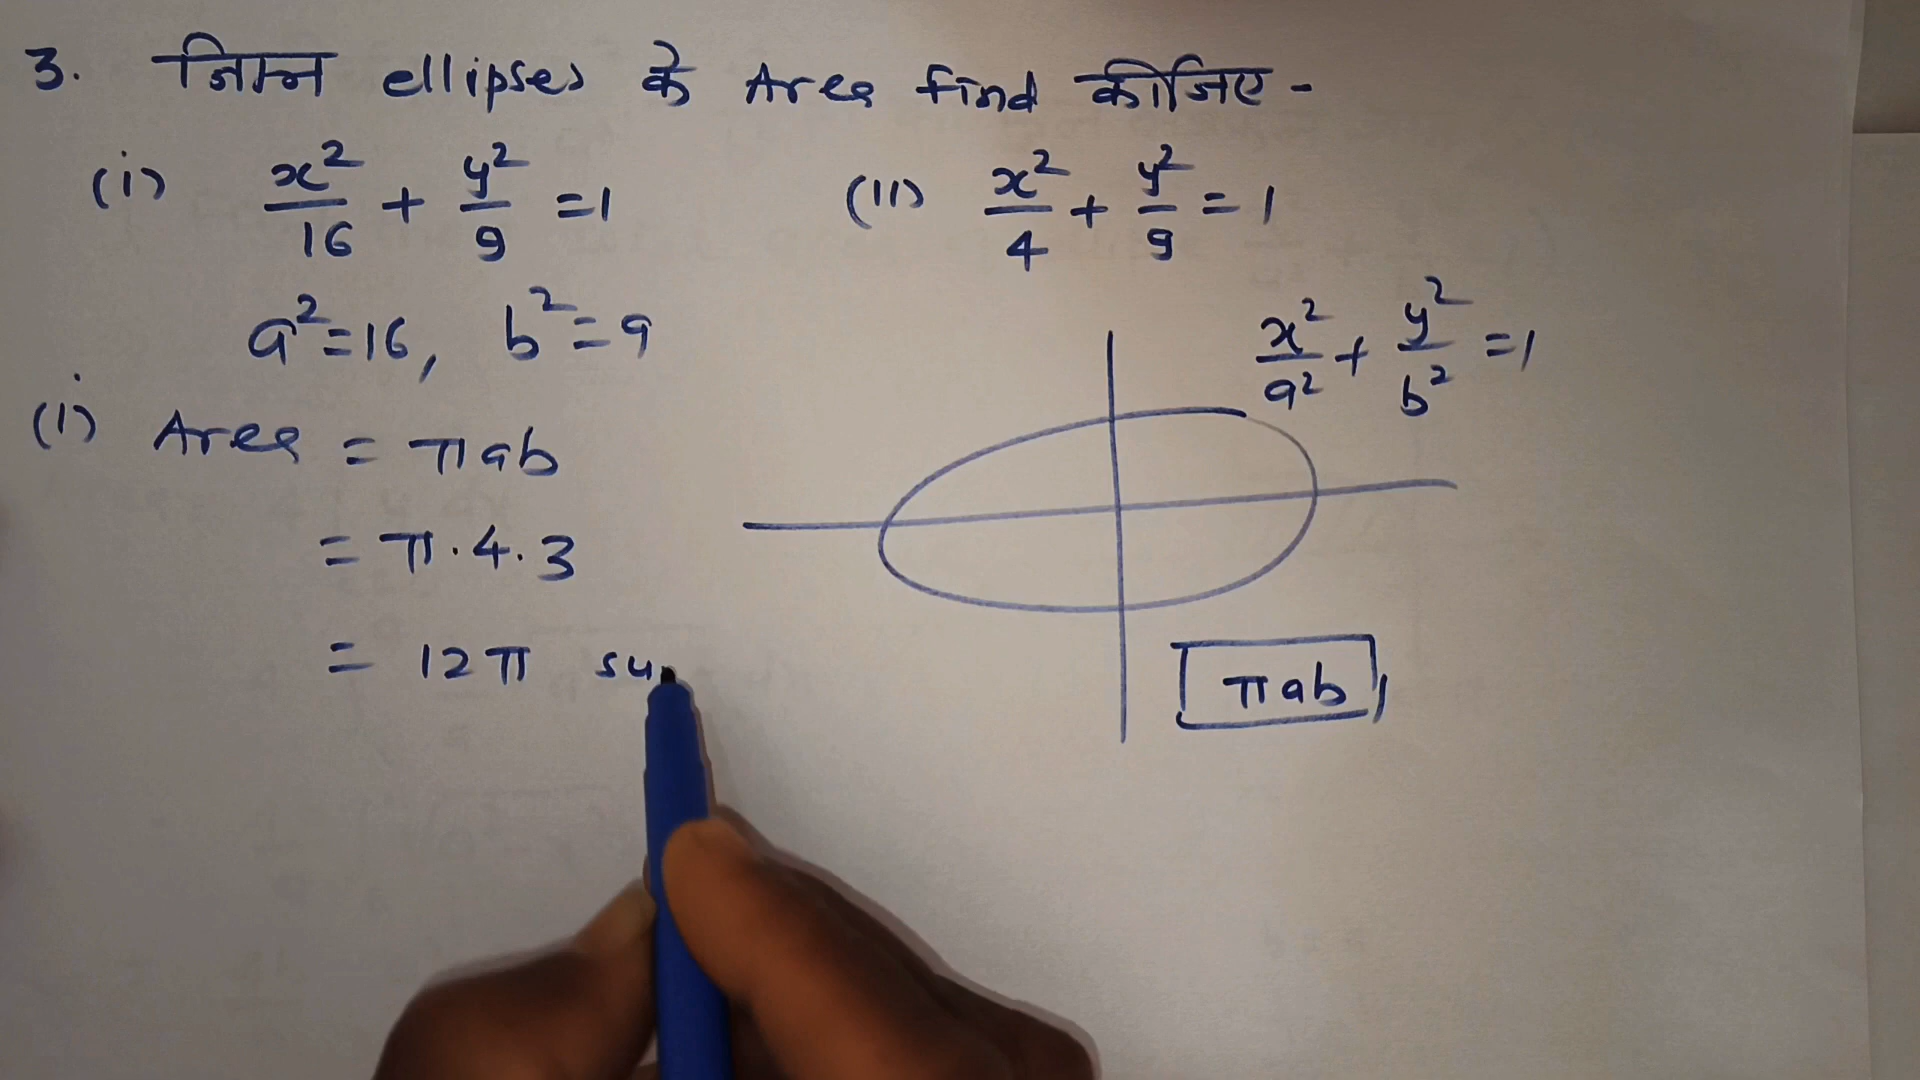 3. निम्न ellipses के Area find कीजिए -
(i) x²/16 + y²/9 = 1 (ii) x²/4 + y²/9 = 1
a² = 16, b² = 9
x²/a² + y²/b² = 1
(i) Area = πab
= π.4.3
= 12π
πab